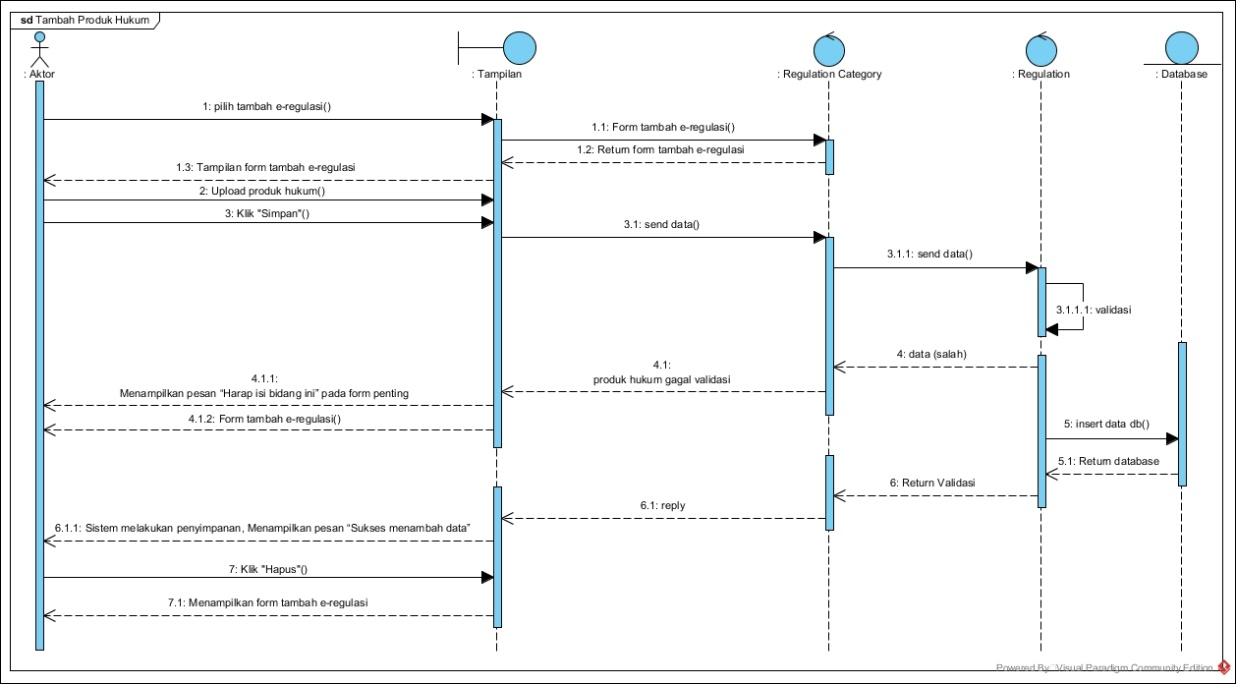 sd Tambah Produk Hukum
: Aktor
: Tampilan
: Regulation Category
: Regulation
: Database
1: pilih tambah e-regulasi()
1.1: Form tambah e-regulasi()
1.2: Return form tambah e-regulasi
1.3: Tampilan form tambah e-regulasi
2: Upload produk hukum()
3: Klik "Simpan"()
3.1: send data()
3.1.1: send data()
3.1.1.1: validasi
4: data (salah)
4.1:
produk hukum gagal validasi
4.1.1:
Menampilkan pesan “Harap isi bidang ini” pada form penting
4.1.2: Form tambah e-regulasi()
5: insert data db()
5.1: Return database
6: Return Validasi
6.1: reply
6.1.1: Sistem melakukan penyimpanan, Menampilkan pesan “Sukses menambah data”
7: Klik "Hapus"()
7.1: Menampilkan form tambah e-regulasi
Powered By Visual Paradigm Community Edition